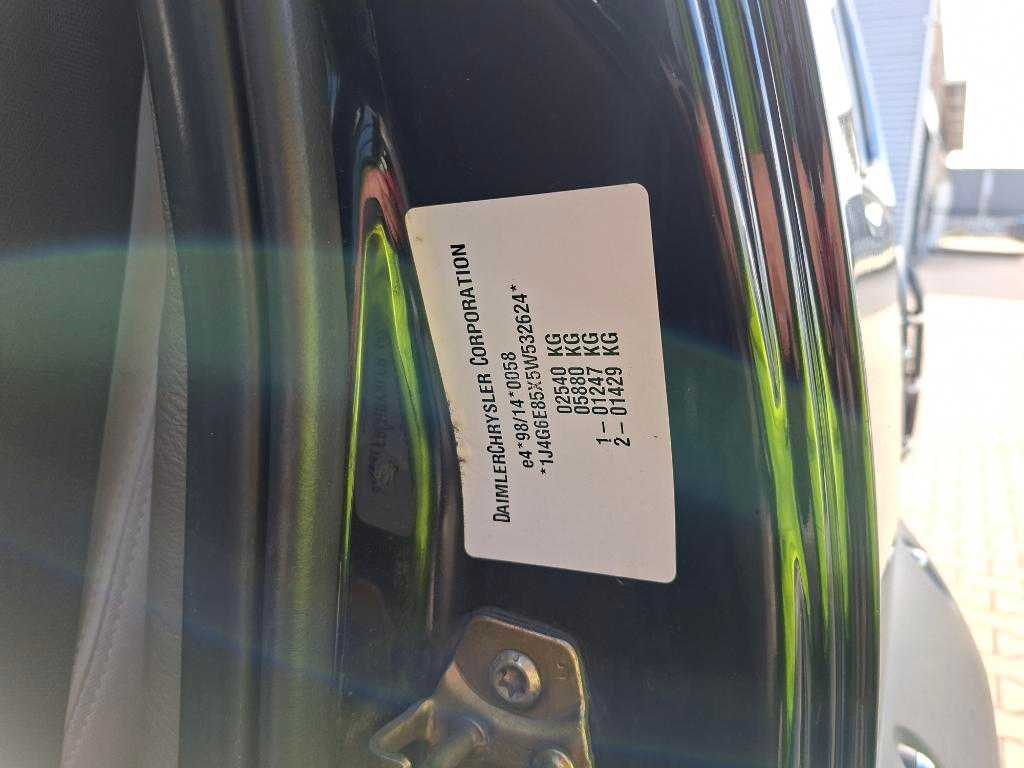 DAIMLERCHRYSLER CORPORATION
e4*98/14*0058
*1J4G6E85X5W532624*
02540 KG
05880 KG
1- 01247 KG
2- 01429 KG